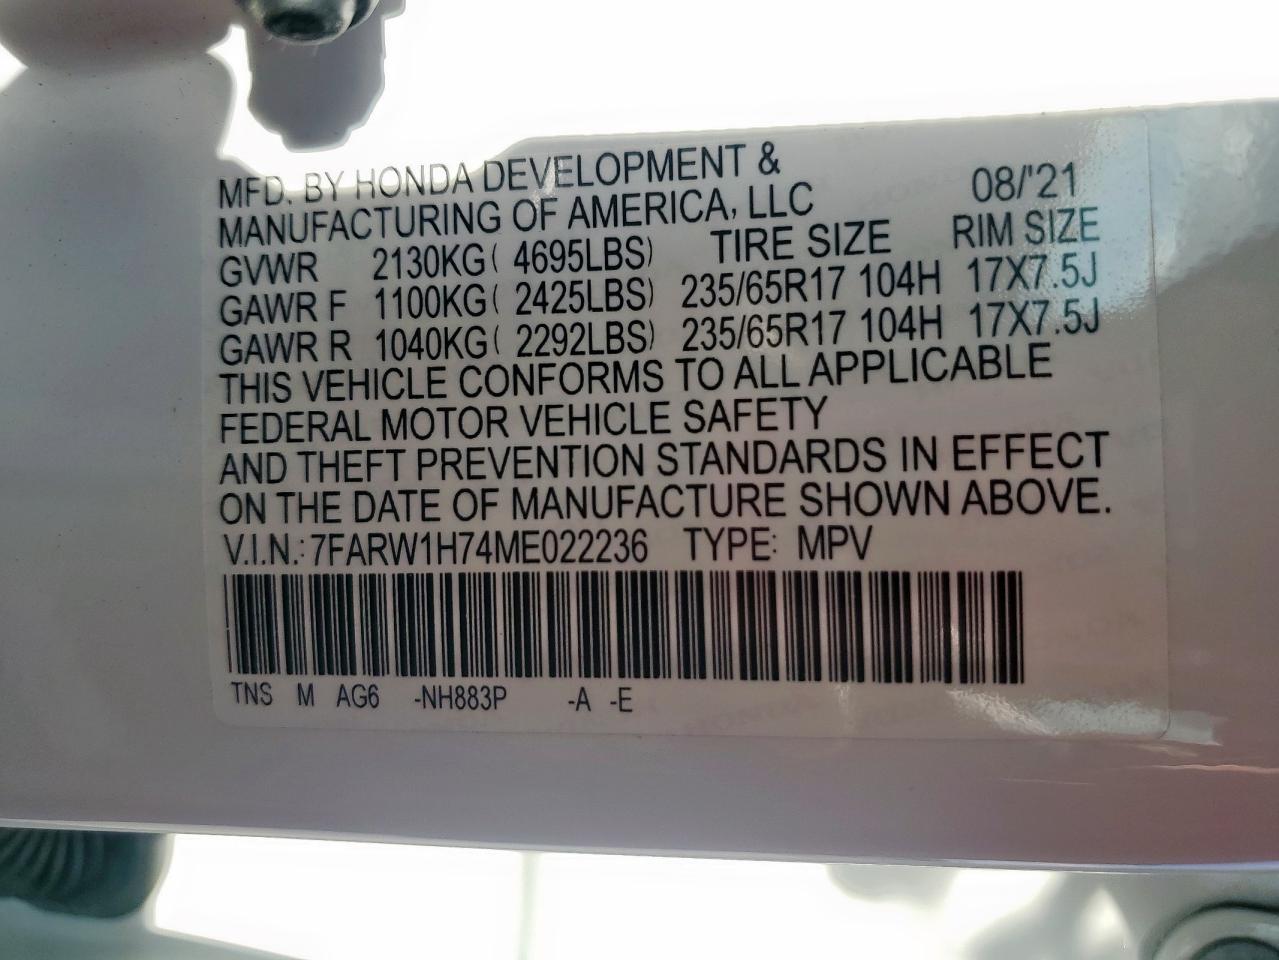 MFD. BY HONDA DEVELOPMENT &
MANUFACTURING OF AMERICA, LLC 08/'21
GVWR 2130KG( 4695LBS) TIRE SIZE RIM SIZE
GAWR F 1100KG( 2425LBS) 235/65R17 104H 17X7.5J
GAWR R 1040KG( 2292LBS) 235/65R17 104H 17X7.5J
THIS VEHICLE CONFORMS TO ALL APPLICABLE
FEDERAL MOTOR VEHICLE SAFETY
AND THEFT PREVENTION STANDARDS IN EFFECT
ON THE DATE OF MANUFACTURE SHOWN ABOVE.
V.I.N.: 7FARW1H74ME022236 TYPE: MPV
TNS M AG6 -NH883P -A -E